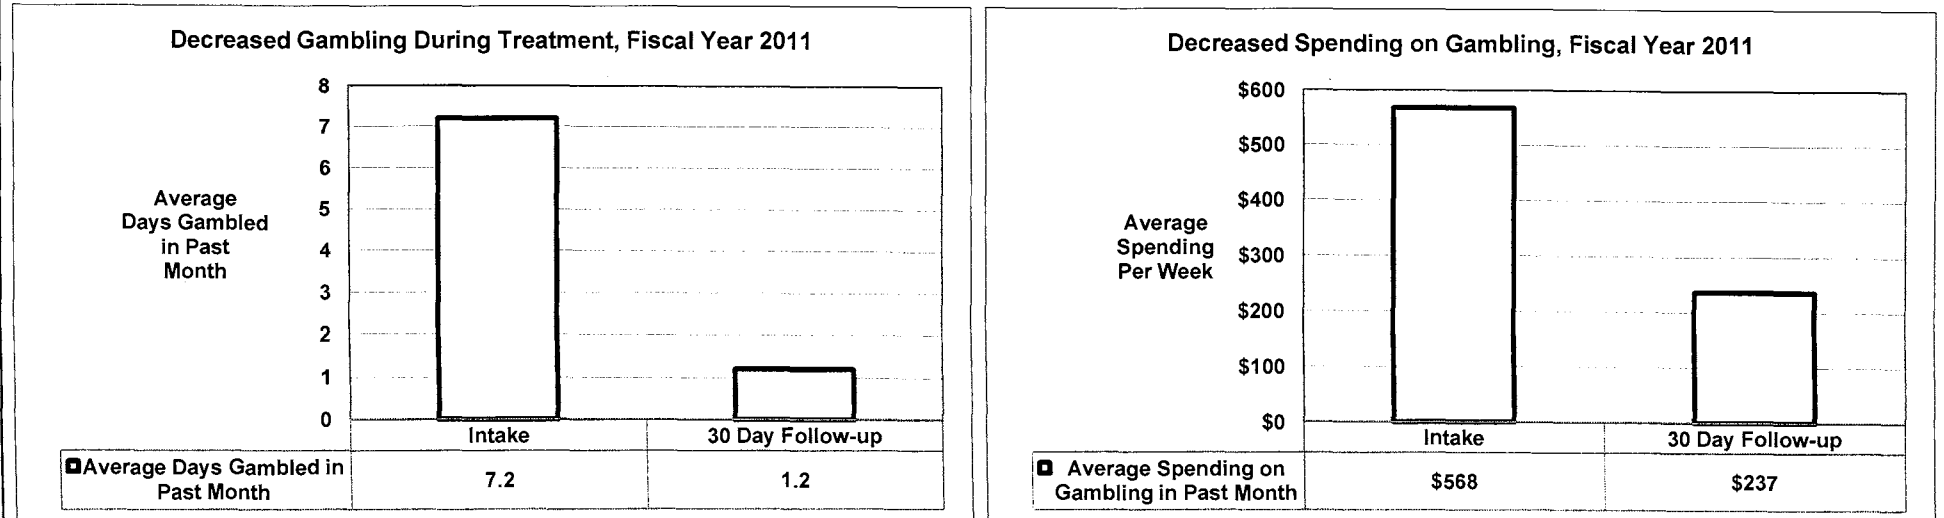 Decreased Gambling During Treatment, Fiscal Year 2011
8
7
6
5
4
3
2
1
0
Average
Days Gambled
in Past
Month
Intake
30 Day Follow-up
Average Days Gambled in
Past Month
7.2
1.2
Decreased Spending on Gambling, Fiscal Year 2011
$600
$500
$400
$300
$200
$100
$0
Average
Spending
Per Week
Intake
30 Day Follow-up
Average Spending on
Gambling in Past Month
$568
$237